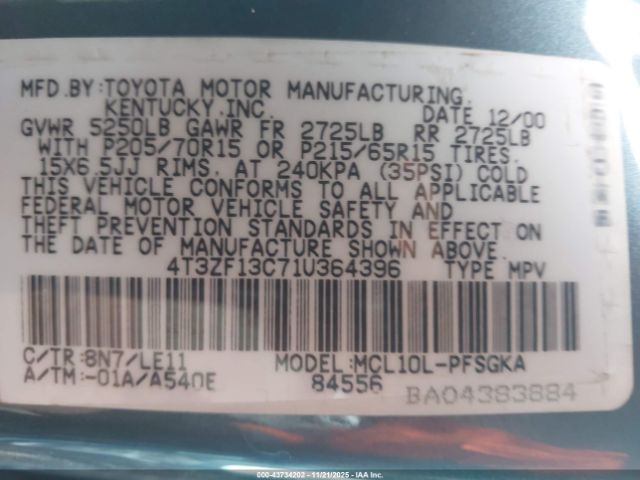 MFD.BY:TOYOTA MOTOR MANUFACTURING,
KENTUCKY,INC. DATE 12/00
GVWR 5250LB GAWR FR 2725LB RR 2725LB
WITH P205/70R15 OR P215/65R15 TIRES.
15X6.5JJ RIMS. AT 240KPA (35PSI) COLD
THIS VEHICLE CONFORMS TO ALL APPLICABLE
FEDERAL MOTOR VEHICLE SAFETY AND
THEFT PREVENTION STANDARDS IN EFFECT ON
THE DATE OF MANUFACTURE SHOWN ABOVE.
4T3ZF13C71U364396 TYPE MPV
C/TR:8N7/LE11 MODEL:MCL10L-PFSGKA
A/TM:-01A/A540E 84556
BA04383884
000-43734202 - 11/21/2025 - IAA Inc.